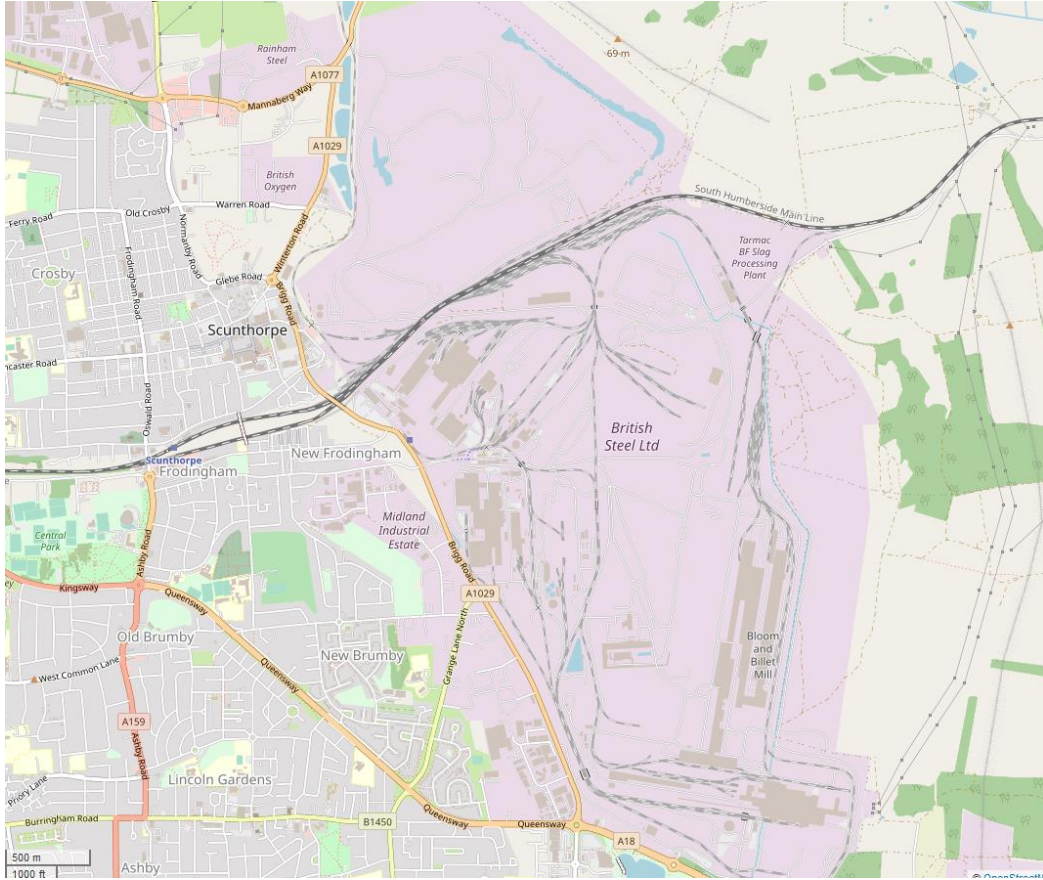 Rainham
Steel
A1077
69 m
Mannaberg Way
A1029
British
Oxygen
Warren Road
Old Crosby
Ferry Road
Normanby Road
Frodingham Road
Winterton Road
South Humberside Main Line
Crosby
Glebe Road
Brigg Road
Tarmac
BF Slag
Processing
Plant
Scunthorpe
ncaster Road
Oswald Road
British
Steel Ltd
New Frodingham
Scunthorpe
Frodingham
Midland
Industrial
Estate
Central
Park
Ashby Road
Brigg Road
Kingsway
ey
Queensway
A1029
Old Brumby
Grange Lane North
Bloom
and
Billet
Mill
New Brumby
West Common Lane
Queensway
A159
Ashby Road
Lincoln Gardens
Priory Lane
Queensway
Burringham Road
B1450
Queensway
A18
500 m
1000 ft
Ashby
© OpenStreetM